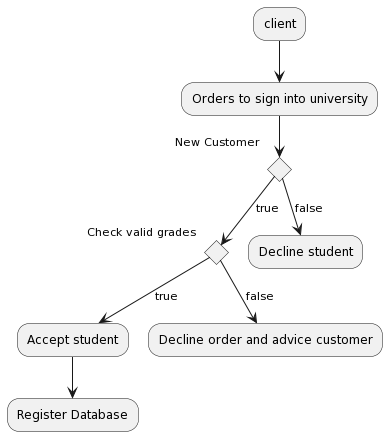 client
Orders to sign into university
New Customer
true
false
Check valid grades
Decline student
true
false
Accept student
Decline order and advice customer
Register Database